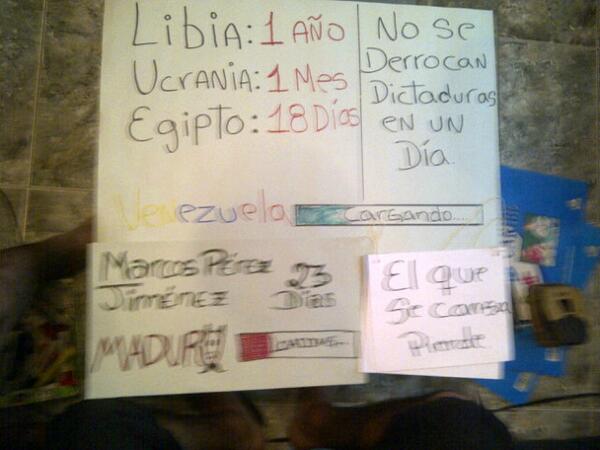 Libia: 1 AÑO
Ucrania: 1 Mes
Egipto: 18 Días
No se
Derrocan
Dictaduras
en un
Día.
Venezuela
Cargando...
Marcos Pérez
Jiménez
23
Días
MADURO
El que
Se cansa
Pierde